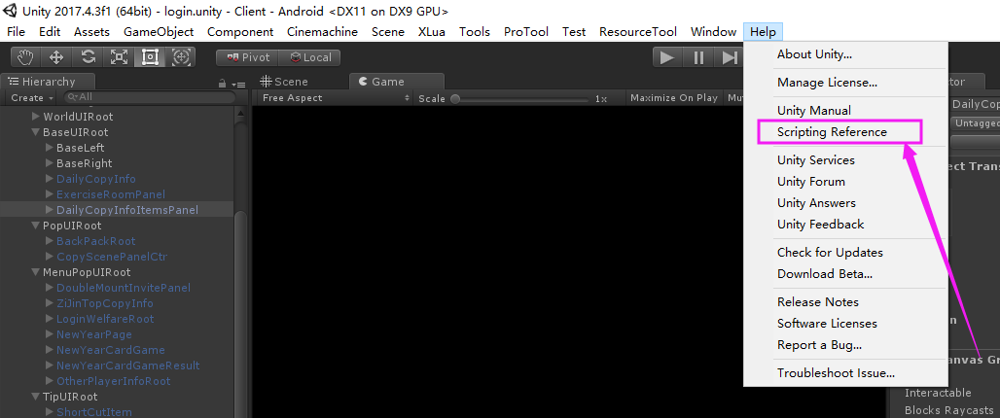 Unity 2017.4.3f1 (64bit) - login.unity - Client - Android <DX11 on DX9 GPU>
File Edit Assets GameObject Component Cinemachine Scene XLua Tools ProTool Test ResourceTool Window Help
Pivot Local
About Unity...
Manage License...
Unity Manual
Scripting Reference
Unity Services
Unity Forum
Unity Answers
Unity Feedback
Check for Updates
Download Beta...
Release Notes
Software Licenses
Report a Bug...
Troubleshoot Issue...
Hierarchy
Create All
WorldUIRoot
BaseUIRoot
BaseLeft
BaseRight
DailyCopyInfo
ExerciseRoomPanel
DailyCopyInfoItemsPanel
PopUIRoot
BackPackRoot
CopyScenePanelCtr
MenuPopUIRoot
DoubleMountInvitePanel
ZiJinTopCopyInfo
LoginWelfareRoot
NewYearPage
NewYearCardGame
NewYearCardGameResult
OtherPlayerInfoRoot
TipUIRoot
ShortCutItem
Scene Game
Free Aspect Scale 1x Maximize On Play Mut
tor
DailyCop
Untagged
ect Trans
n
anvas Gr
Interactable
Blocks Raycasts